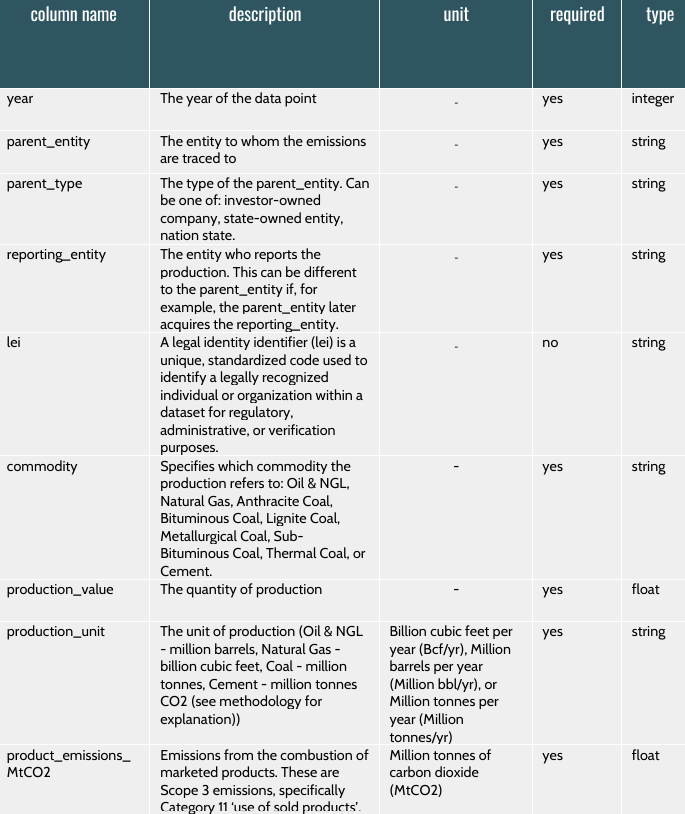 column name description unit required type
year The year of the data point - yes integer
parent_entity The entity to whom the emissions - yes string
are traced to
parent_type The type of the parent_entity. Can - yes string
be one of: investor-owned
company, state-owned entity,
nation state.
reporting_entity The entity who reports the - yes string
production. This can be different
to the parent_entity if, for
example, the parent_entity later
acquires the reporting_entity.
lei A legal identity identifier (lei) is a - no string
unique, standardized code used to
identify a legally recognized
individual or organization within a
dataset for regulatory,
administrative, or verification
purposes.
commodity Specifies which commodity the - yes string
production refers to: Oil & NGL,
Natural Gas, Anthracite Coal,
Bituminous Coal, Lignite Coal,
Metallurgical Coal, Sub-
Bituminous Coal, Thermal Coal, or
Cement.
production_value The quantity of production - yes float
production_unit The unit of production (Oil & NGL Billion cubic feet per yes string
- million barrels, Natural Gas - year (Bcf/yr), Million
billion cubic feet, Coal - million barrels per year
tonnes, Cement - million tonnes (Million bbl/yr), or
CO2 (see methodology for Million tonnes per
explanation)) year (Million
tonnes/yr)
product_emissions_ Emissions from the combustion of Million tonnes of yes float
MtCO2 marketed products. These are carbon dioxide
Scope 3 emissions, specifically (MtCO2)
Category 11 ‘use of sold products’.